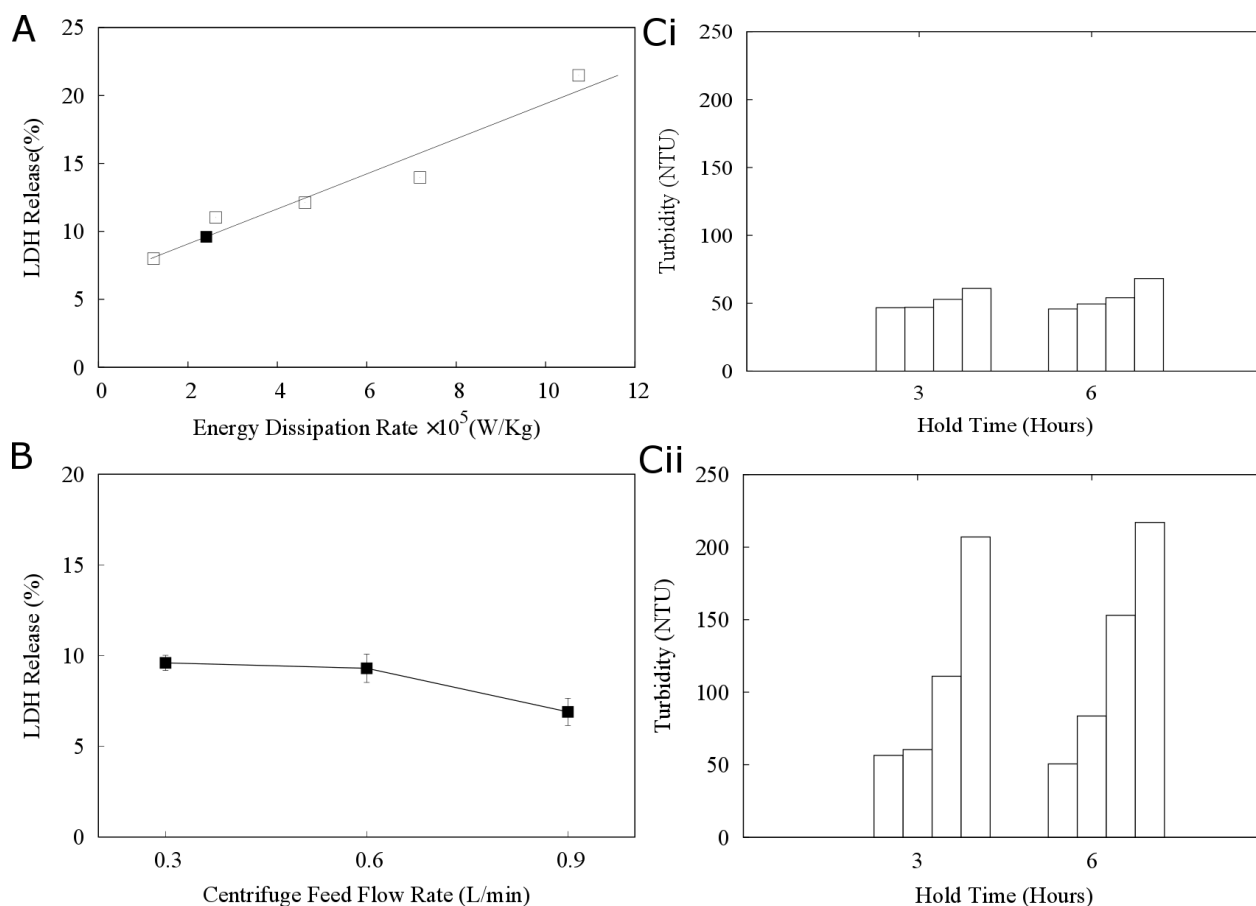 A
25
20
15
10
5
0
LDH Release(%)
0 2 4 6 8 10 12
Energy Dissipation Rate ×10⁵(W/Kg)
B
20
15
10
5
0
LDH Release (%)
0.3 0.6 0.9
Centrifuge Feed Flow Rate (L/min)
Ci
250
200
150
100
50
0
Turbidity (NTU)
3 6
Hold Time (Hours)
Cii
250
200
150
100
50
0
Turbidity (NTU)
3 6
Hold Time (Hours)